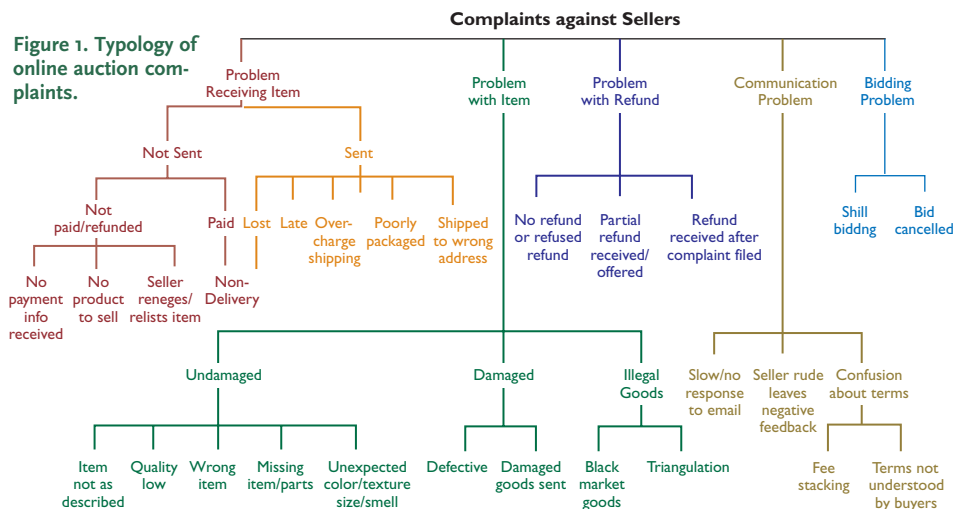 Complaints against Sellers
Figure 1. Typology of
online auction com-
plaints.
Problem
Receiving Item
Problem
with Item
Problem
with Refund
Communication
Problem
Bidding
Problem
Not Sent
Sent
Not
paid/refunded
Paid
Lost
Late
Over-
charge
shipping
Poorly
packaged
Shipped
to wrong
address
No refund
or refused
refund
Partial
refund
received/
offered
Refund
received after
complaint filed
Shill
biddng
Bid
cancelled
No
payment
info
received
No
product
to sell
Seller
reneges/
relists item
Non-
Delivery
Undamaged
Damaged
Illegal
Goods
Slow/no
response
to email
Seller rude
leaves
negative
feedback
Confusion
about terms
Item
not as
described
Quality
low
Wrong
item
Missing
item/parts
Unexpected
color/texture
size/smell
Defective
Damaged
goods sent
Black
market
goods
Triangulation
Fee
stacking
Terms not
understood
by buyers